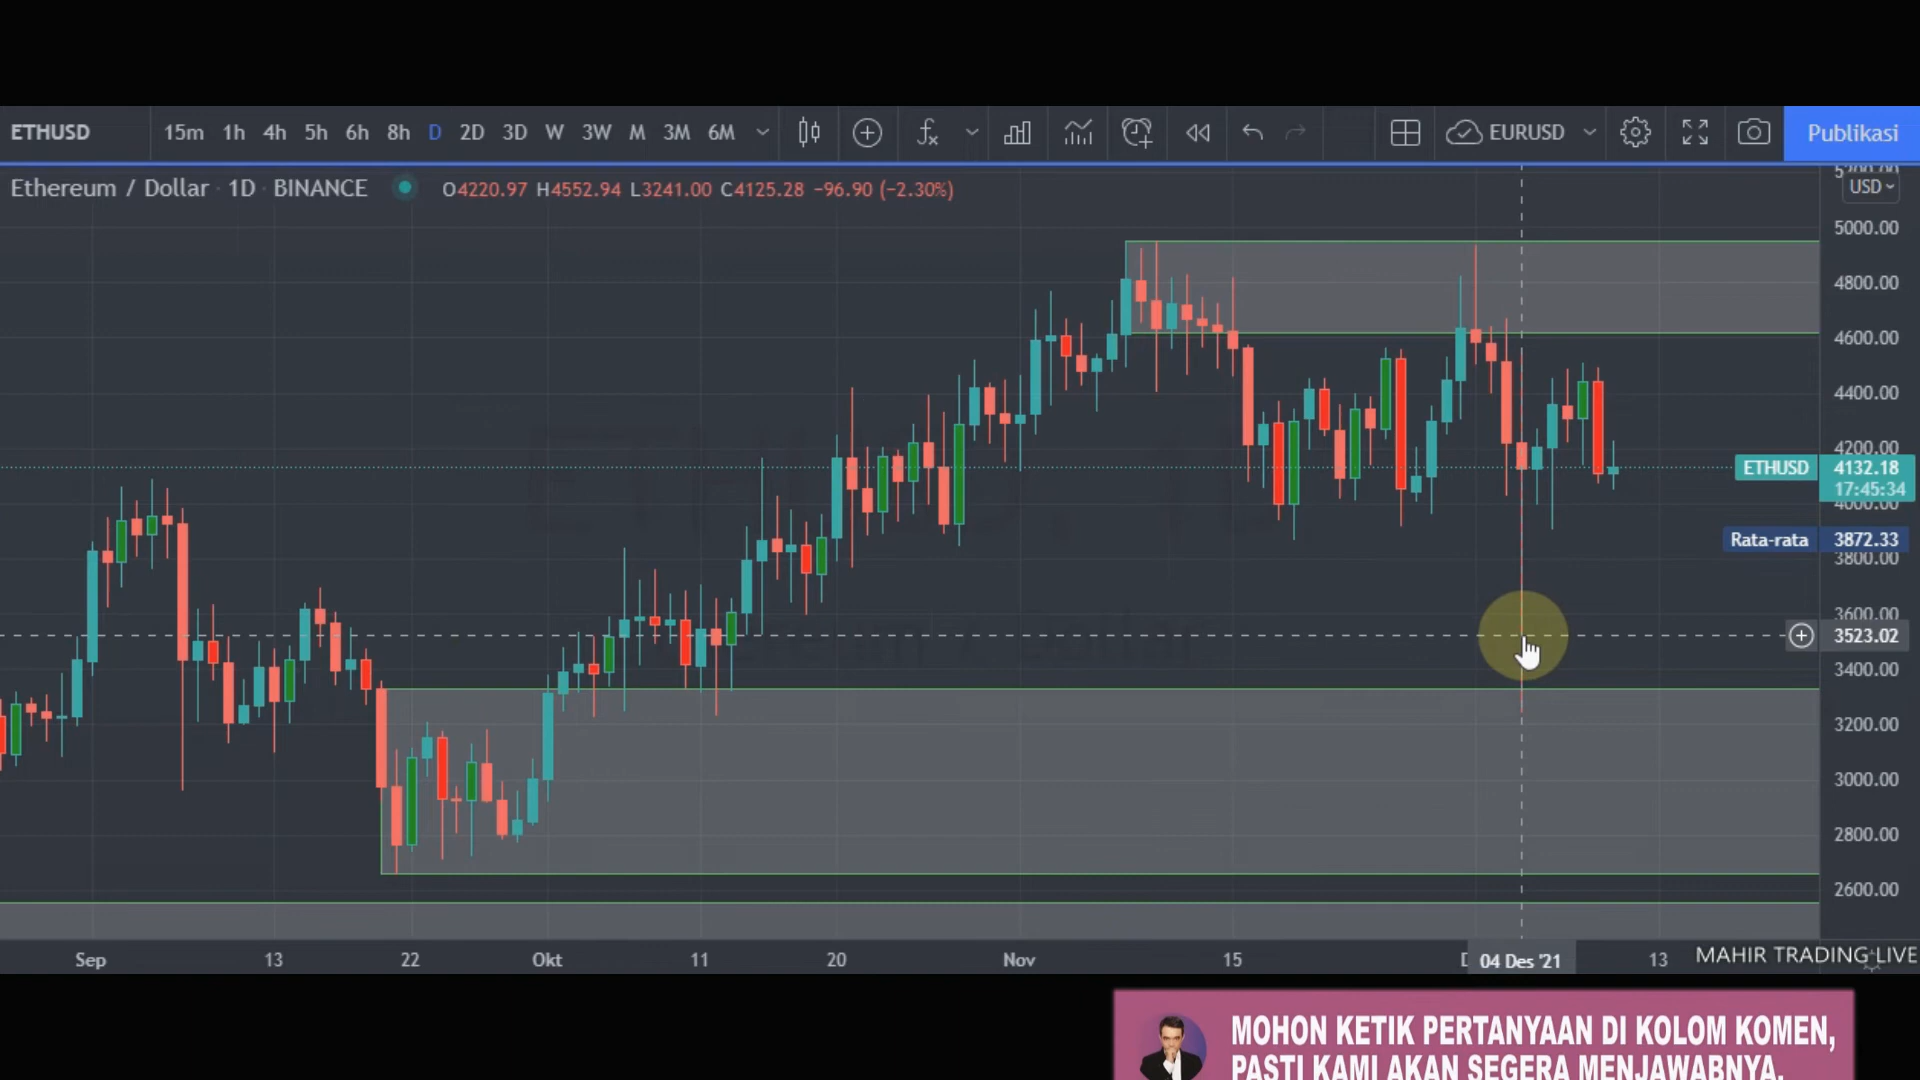 ETHUSD 15m 1h 4h 5h 6h 8h D 2D 3D W 3W M 3M 6M EURUSD Publikasi
Ethereum / Dollar · 1D · BINANCE O4220.97 H4552.94 L3241.00 C4125.28 −96.90 (−2.30%)
5200.00
USD
5000.00
4800.00
4600.00
4400.00
4200.00
ETHUSD 4132.18
17:45:34
4000.00
Rata-rata 3872.33
3800.00
3600.00
3523.02
3400.00
3200.00
3000.00
2800.00
2600.00
Sep 13 22 Okt 11 20 Nov 15 04 Des '21 13
MAHIR TRADING LIVE
MOHON KETIK PERTANYAAN DI KOLOM KOMEN,
PASTI KAMI AKAN SEGERA MENJAWABNYA.